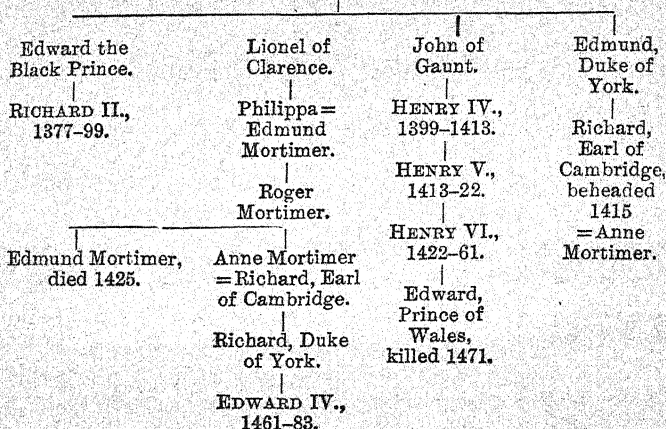 Edward the
Black Prince.
RICHARD II.,
1377–99.
Lionel of
Clarence.
Philippa=
Edmund
Mortimer.
Roger
Mortimer.
Edmund Mortimer,
died 1425.
Anne Mortimer
=Richard, Earl
of Cambridge.
Richard, Duke
of York.
EDWARD IV.,
1461–83.
John of
Gaunt.
HENRY IV.,
1399–1413.
HENRY V.,
1413–22.
HENRY VI.,
1422–61.
Edward,
Prince of
Wales,
killed 1471.
Edmund,
Duke of
York.
Richard,
Earl of
Cambridge,
beheaded
1415
=Anne
Mortimer.